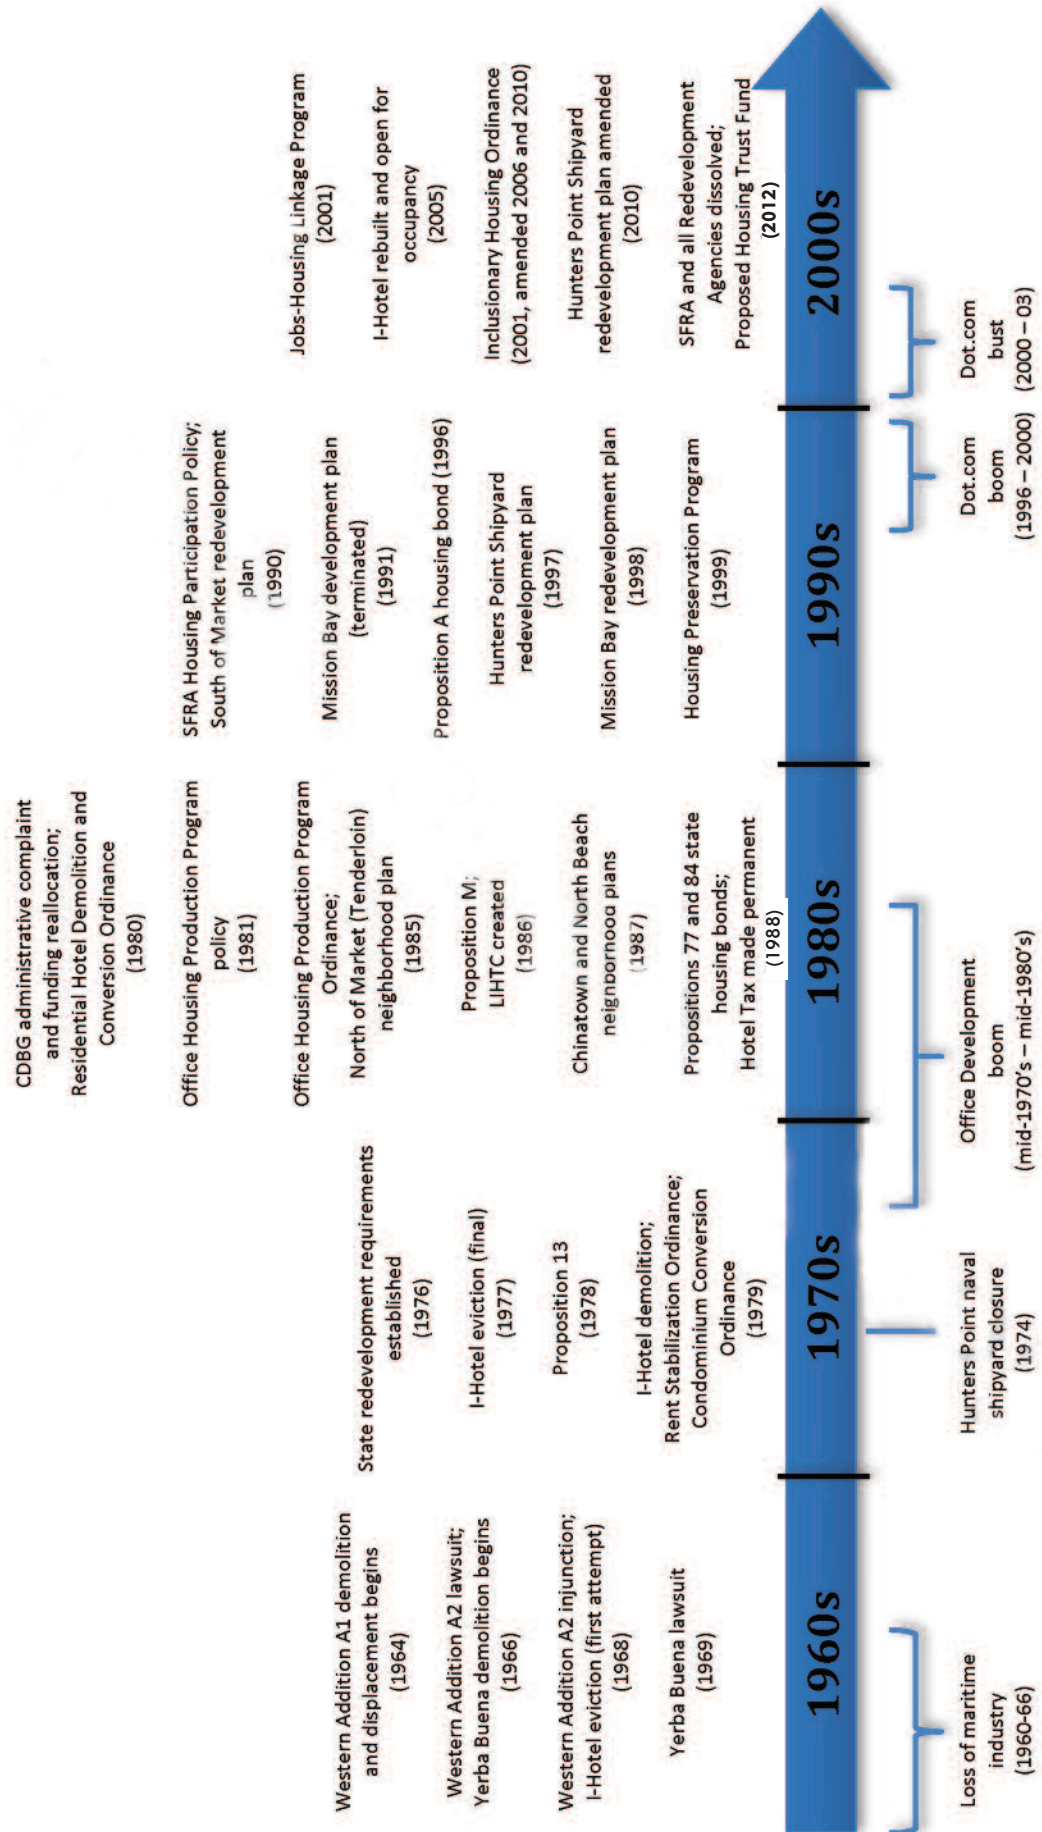 Western Addition A1 demolition
and displacement begins
(1964)
Western Addition A2 lawsuit;
Yerba Buena demolition begins
(1966)
Western Addition A2 injunction;
I-Hotel eviction (first attempt)
(1968)
Yerba Buena lawsuit
(1969)
State redevelopment requirements
established
(1976)
I-Hotel eviction (final)
(1977)
Proposition 13
(1978)
I-Hotel demolition;
Rent Stabilization Ordinance;
Condominium Conversion
Ordinance
(1979)
CDBG administrative complaint
and funding reallocation;
Residential Hotel Demolition and
Conversion Ordinance
(1980)
Office Housing Production Program
policy
(1981)
Office Housing Production Program
Ordinance;
North of Market (Tenderloin)
neighborhood plan
(1985)
Proposition M;
LIHTC created
(1986)
Chinatown and North Beach
neighborhood plans
(1987)
Propositions 77 and 84 state
housing bonds;
Hotel Tax made permanent
(1988)
SFRA Housing Participation Policy;
South of Market redevelopment
plan
(1990)
Mission Bay development plan
(terminated)
(1991)
Proposition A housing bond (1996)
Hunters Point Shipyard
redevelopment plan
(1997)
Mission Bay redevelopment plan
(1998)
Housing Preservation Program
(1999)
Jobs-Housing Linkage Program
(2001)
I-Hotel rebuilt and open for
occupancy
(2005)
Inclusionary Housing Ordinance
(2001, amended 2006 and 2010)
Hunters Point Shipyard
redevelopment plan amended
(2010)
SFRA and all Redevelopment
Agencies dissolved;
Proposed Housing Trust Fund
(2012)
1960s
1970s
1980s
1990s
2000s
Loss of maritime
industry
(1960-66)
Hunters Point naval
shipyard closure
(1974)
Office Development
boom
(mid-1970's – mid-1980's)
Dot.com
boom
(1996 – 2000)
Dot.com
bust
(2000 – 03)